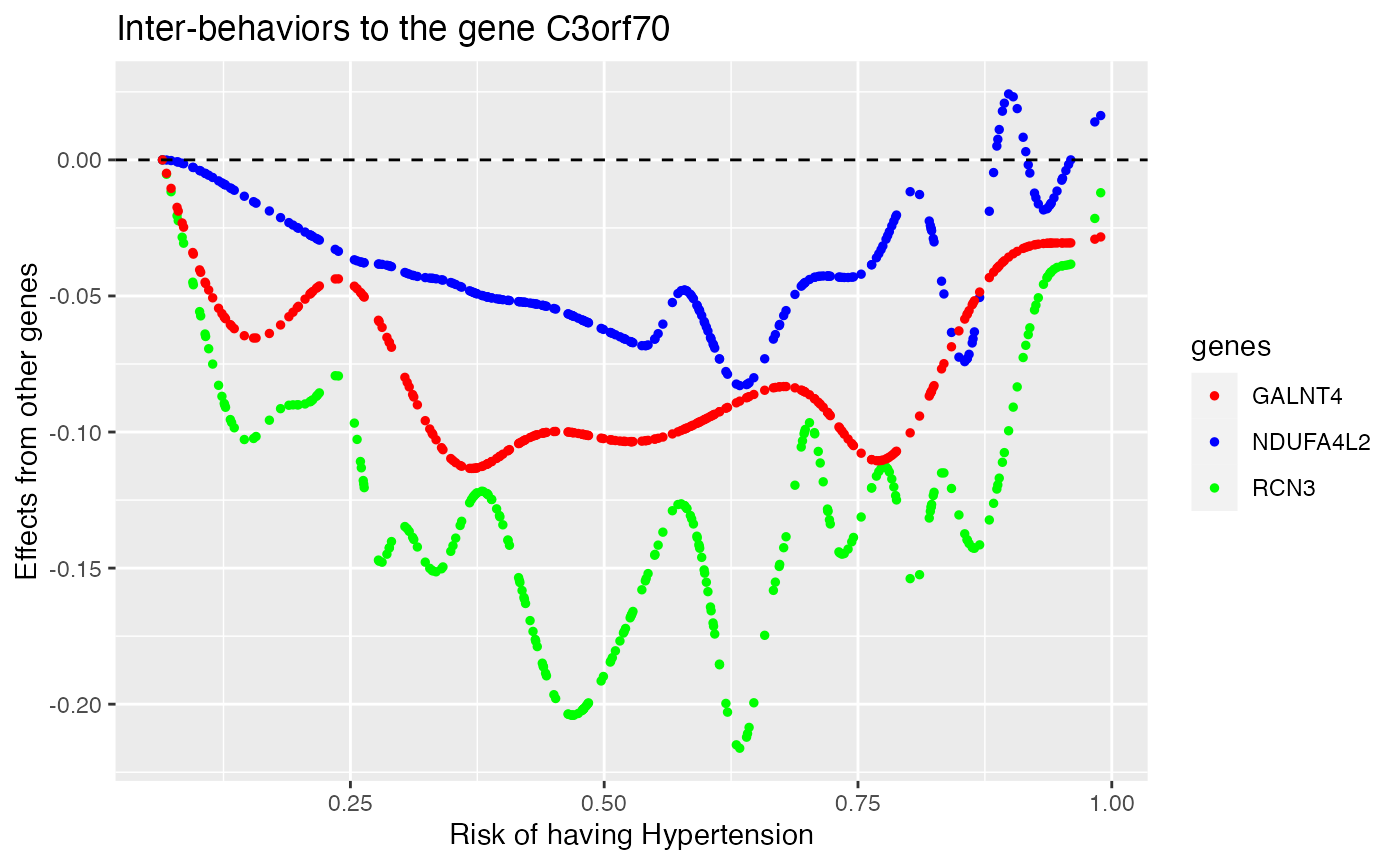 Inter-behaviors to the gene C3orf70
Effects from other genes
0.00
-0.05
-0.10
-0.15
-0.20
0.25
0.50
0.75
1.00
Risk of having Hypertension
genes
GALNT4
NDUFA4L2
RCN3